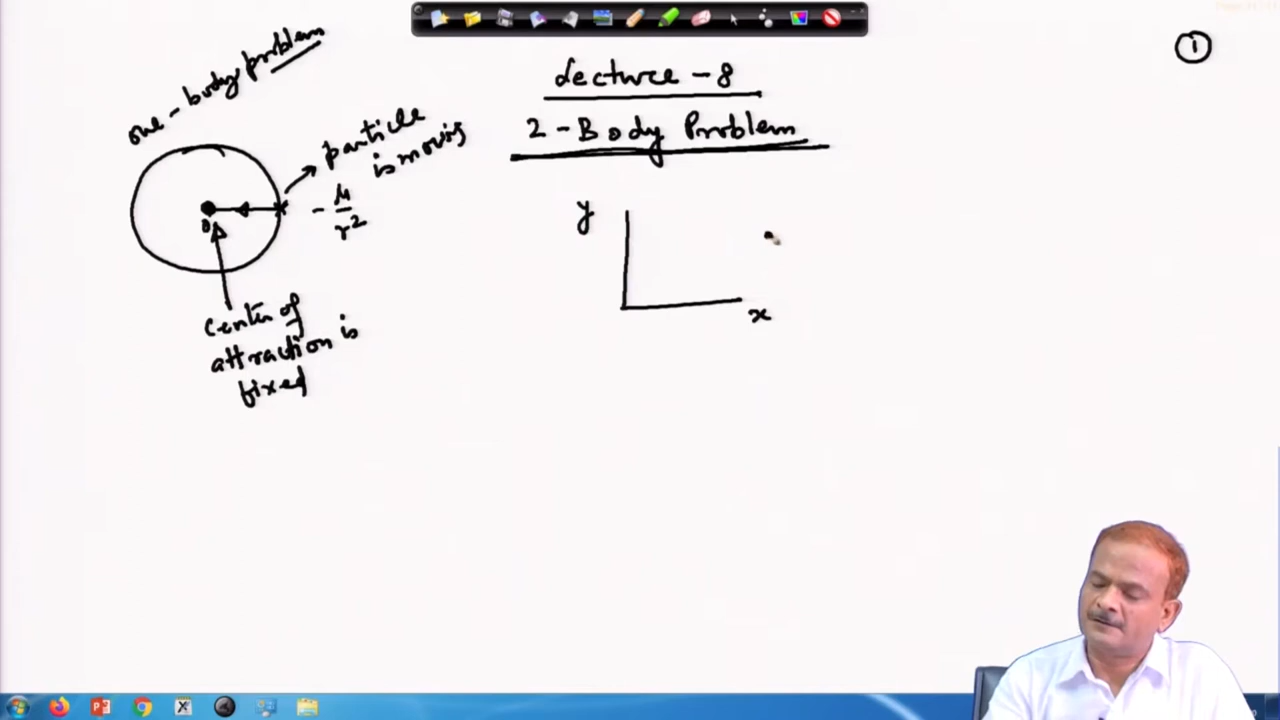 ①
Lecture - 8
2 - Body Problem
one - body problem
particle
is moving
- μ
r²
O
center of
attraction is
fixed
y
x